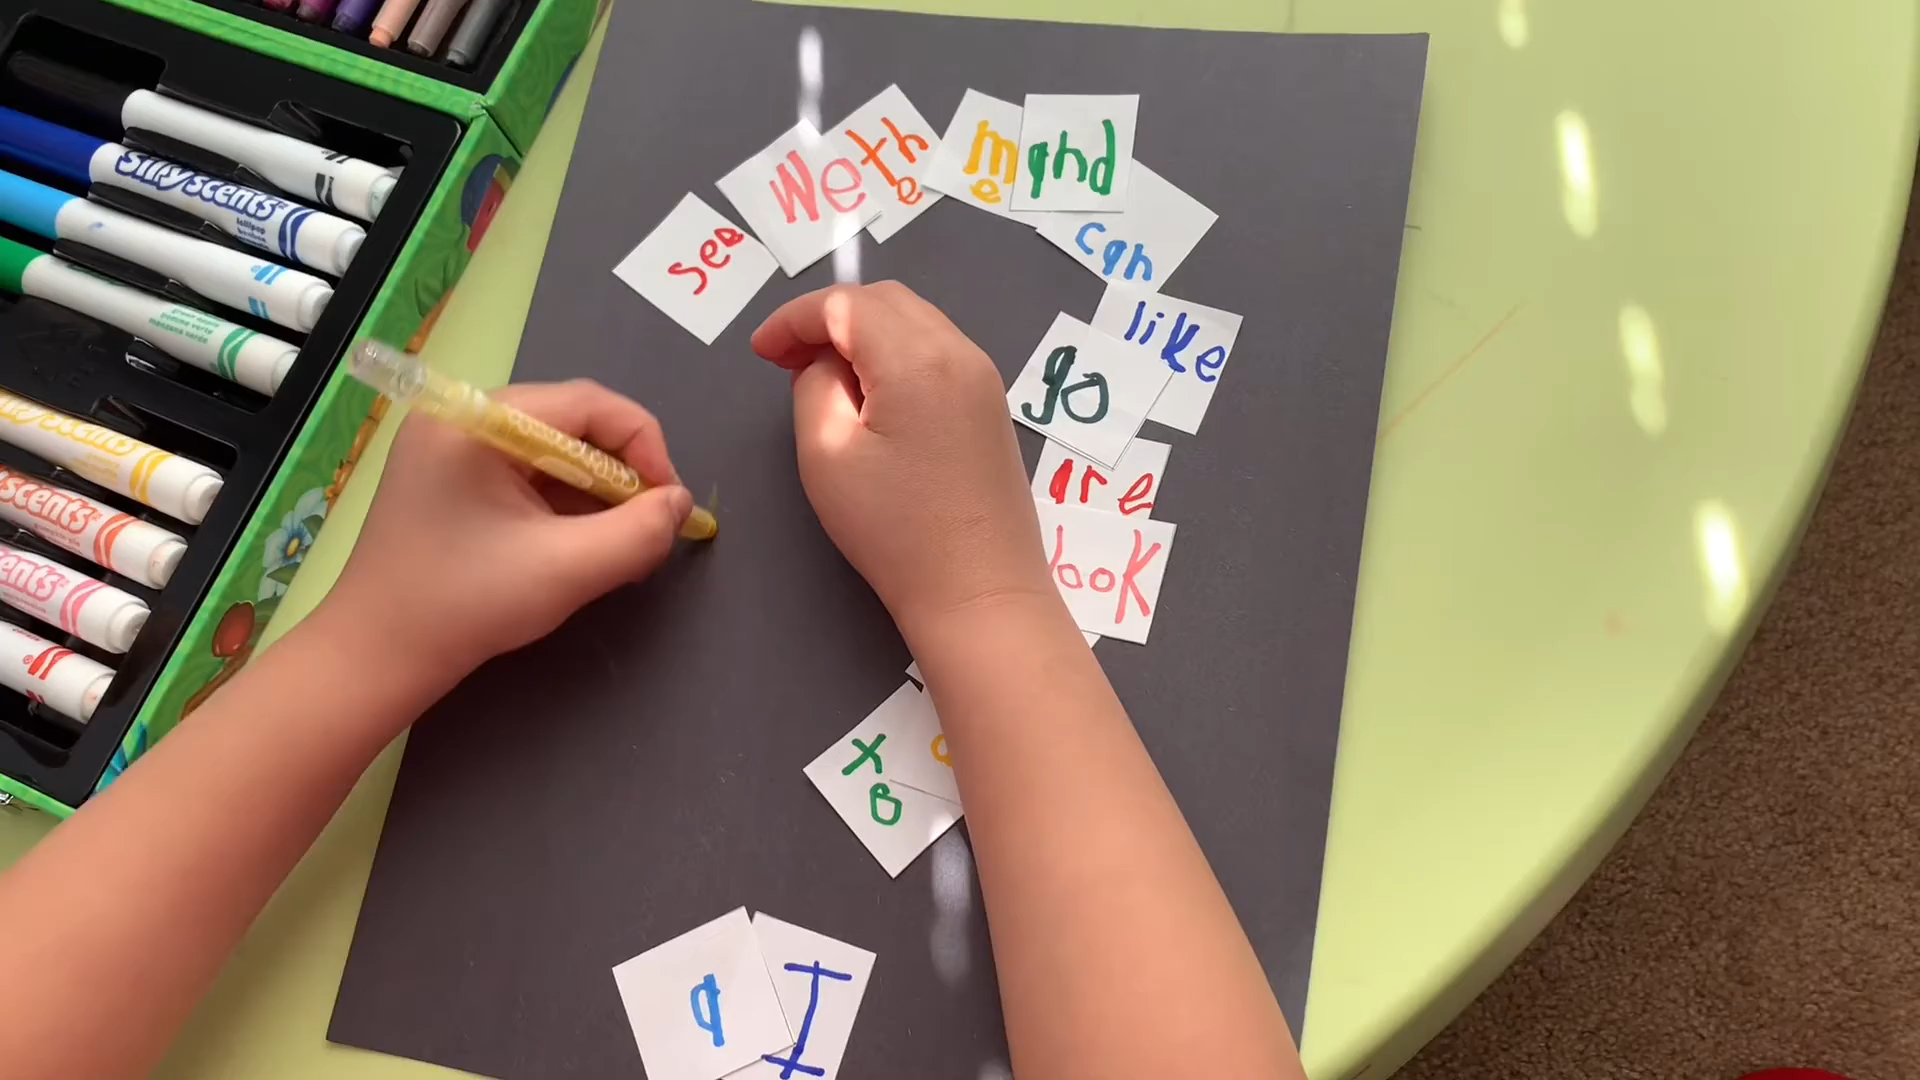 see
We
the
me
and
can
like
go
are
look
to
a
I
Silly scents